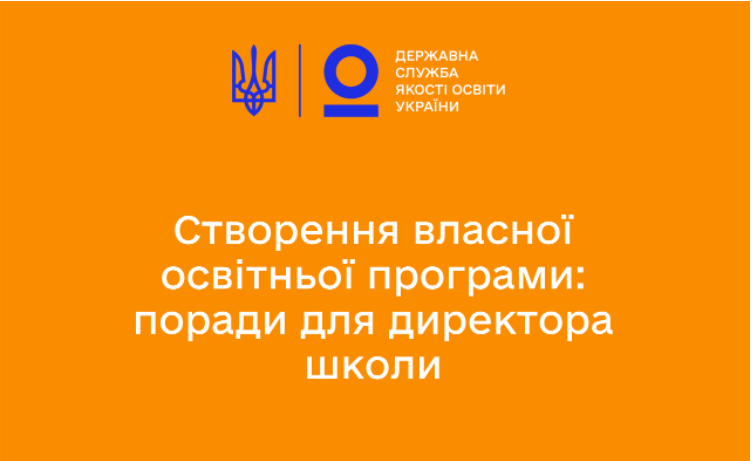 ДЕРЖАВНА
СЛУЖБА
ЯКОСТІ ОСВІТИ
УКРАЇНИ
Створення власної
освітньої програми:
поради для директора
школи